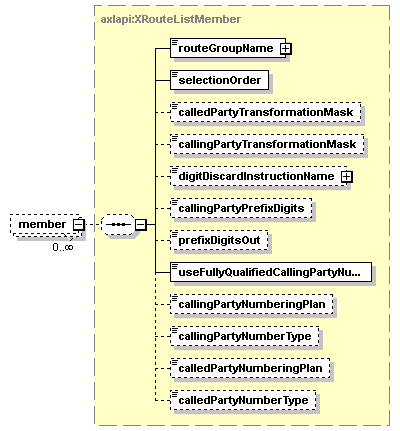 axlapi:XRouteListMember
routeGroupName
selectionOrder
calledPartyTransformationMask
callingPartyTransformationMask
digitDiscardInstructionName
callingPartyPrefixDigits
member
0..∞
prefixDigitsOut
useFullyQualifiedCallingPartyNu...
callingPartyNumberingPlan
callingPartyNumberType
calledPartyNumberingPlan
calledPartyNumberType